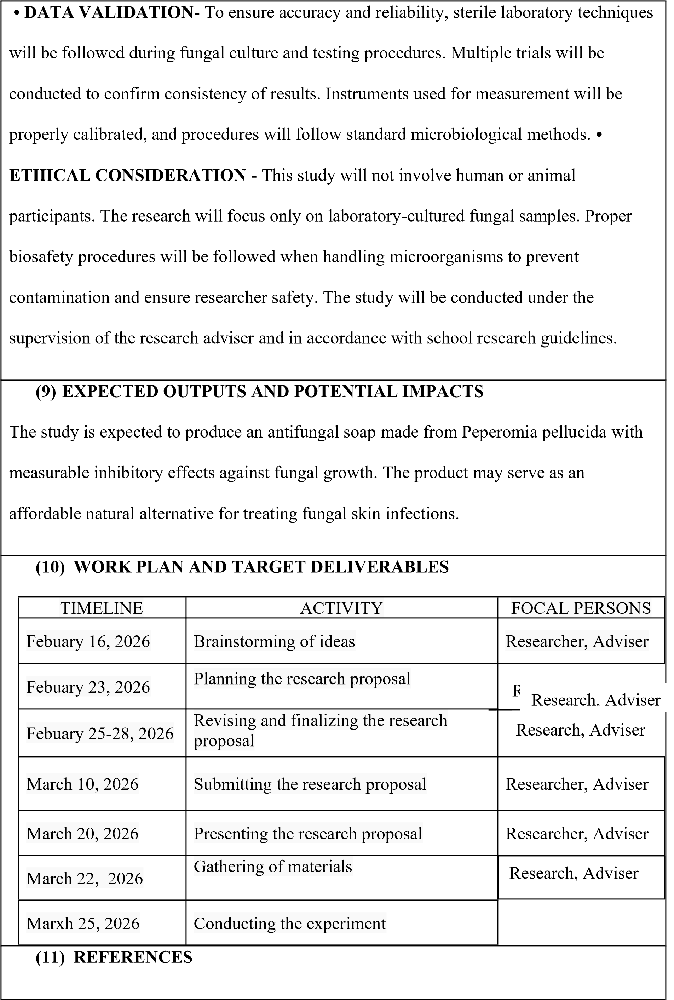 • DATA VALIDATION- To ensure accuracy and reliability, sterile laboratory techniques
will be followed during fungal culture and testing procedures. Multiple trials will be
conducted to confirm consistency of results. Instruments used for measurement will be
properly calibrated, and procedures will follow standard microbiological methods. •
ETHICAL CONSIDERATION - This study will not involve human or animal
participants. The research will focus only on laboratory-cultured fungal samples. Proper
biosafety procedures will be followed when handling microorganisms to prevent
contamination and ensure researcher safety. The study will be conducted under the
supervision of the research adviser and in accordance with school research guidelines.
(9) EXPECTED OUTPUTS AND POTENTIAL IMPACTS
The study is expected to produce an antifungal soap made from Peperomia pellucida with
measurable inhibitory effects against fungal growth. The product may serve as an
affordable natural alternative for treating fungal skin infections.
(10) WORK PLAN AND TARGET DELIVERABLES
TIMELINE ACTIVITY FOCAL PERSONS
Febuary 16, 2026 Brainstorming of ideas Researcher, Adviser
Febuary 23, 2026 Planning the research proposal Research, Adviser
Febuary 25-28, 2026 Revising and finalizing the research
proposal Research, Adviser
March 10, 2026 Submitting the research proposal Researcher, Adviser
March 20, 2026 Presenting the research proposal Researcher, Adviser
March 22, 2026 Gathering of materials Research, Adviser
Marxh 25, 2026 Conducting the experiment
(11) REFERENCES